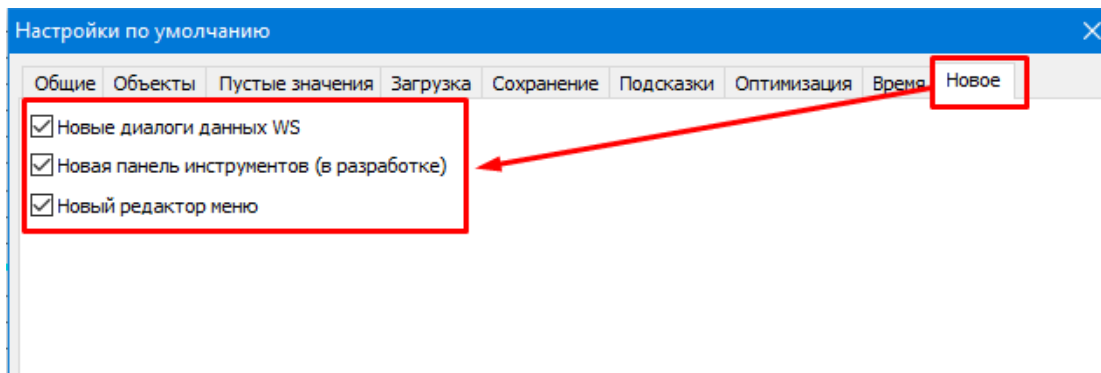 Настройки по умолчанию
Общие Объекты Пустые значения Загрузка Сохранение Подсказки Оптимизация Время Новое
Новые диалоги данных WS
Новая панель инструментов (в разработке)
Новый редактор меню